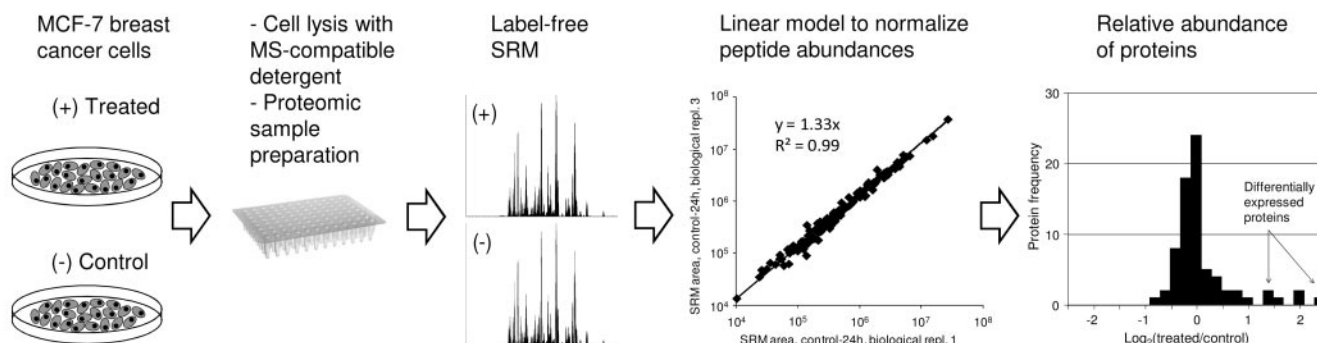 MCF-7 breast
cancer cells
(+) Treated
(-) Control
- Cell lysis with
MS-compatible
detergent
- Proteomic
sample
preparation
Label-free
SRM
(+)
(-)
Linear model to normalize
peptide abundances
SRM area, control-24h, biological repl. 3
10⁸
10⁷
10⁶
10⁵
10⁴
y = 1.33x
R² = 0.99
10⁴ 10⁵ 10⁶ 10⁷ 10⁸
SRM area, control-24h, biological repl. 1
Relative abundance
of proteins
Protein frequency
30
20
10
0
Differentially
expressed
proteins
-2 -1 0 1 2
Log₂(treated/control)